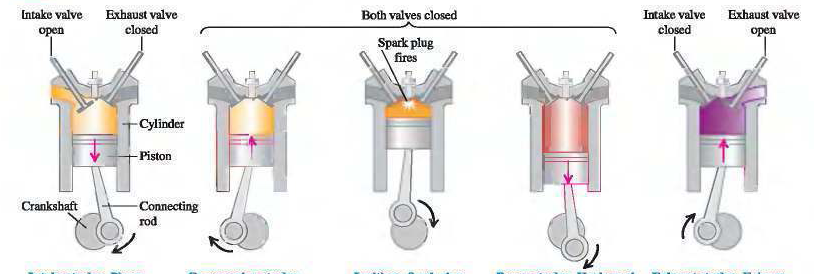 Intake valve
open
Exhaust valve
closed
Both valves closed
Spark plug
fires
Intake valve
closed
Exhaust valve
open
Cylinder
Piston
Crankshaft
Connecting
rod